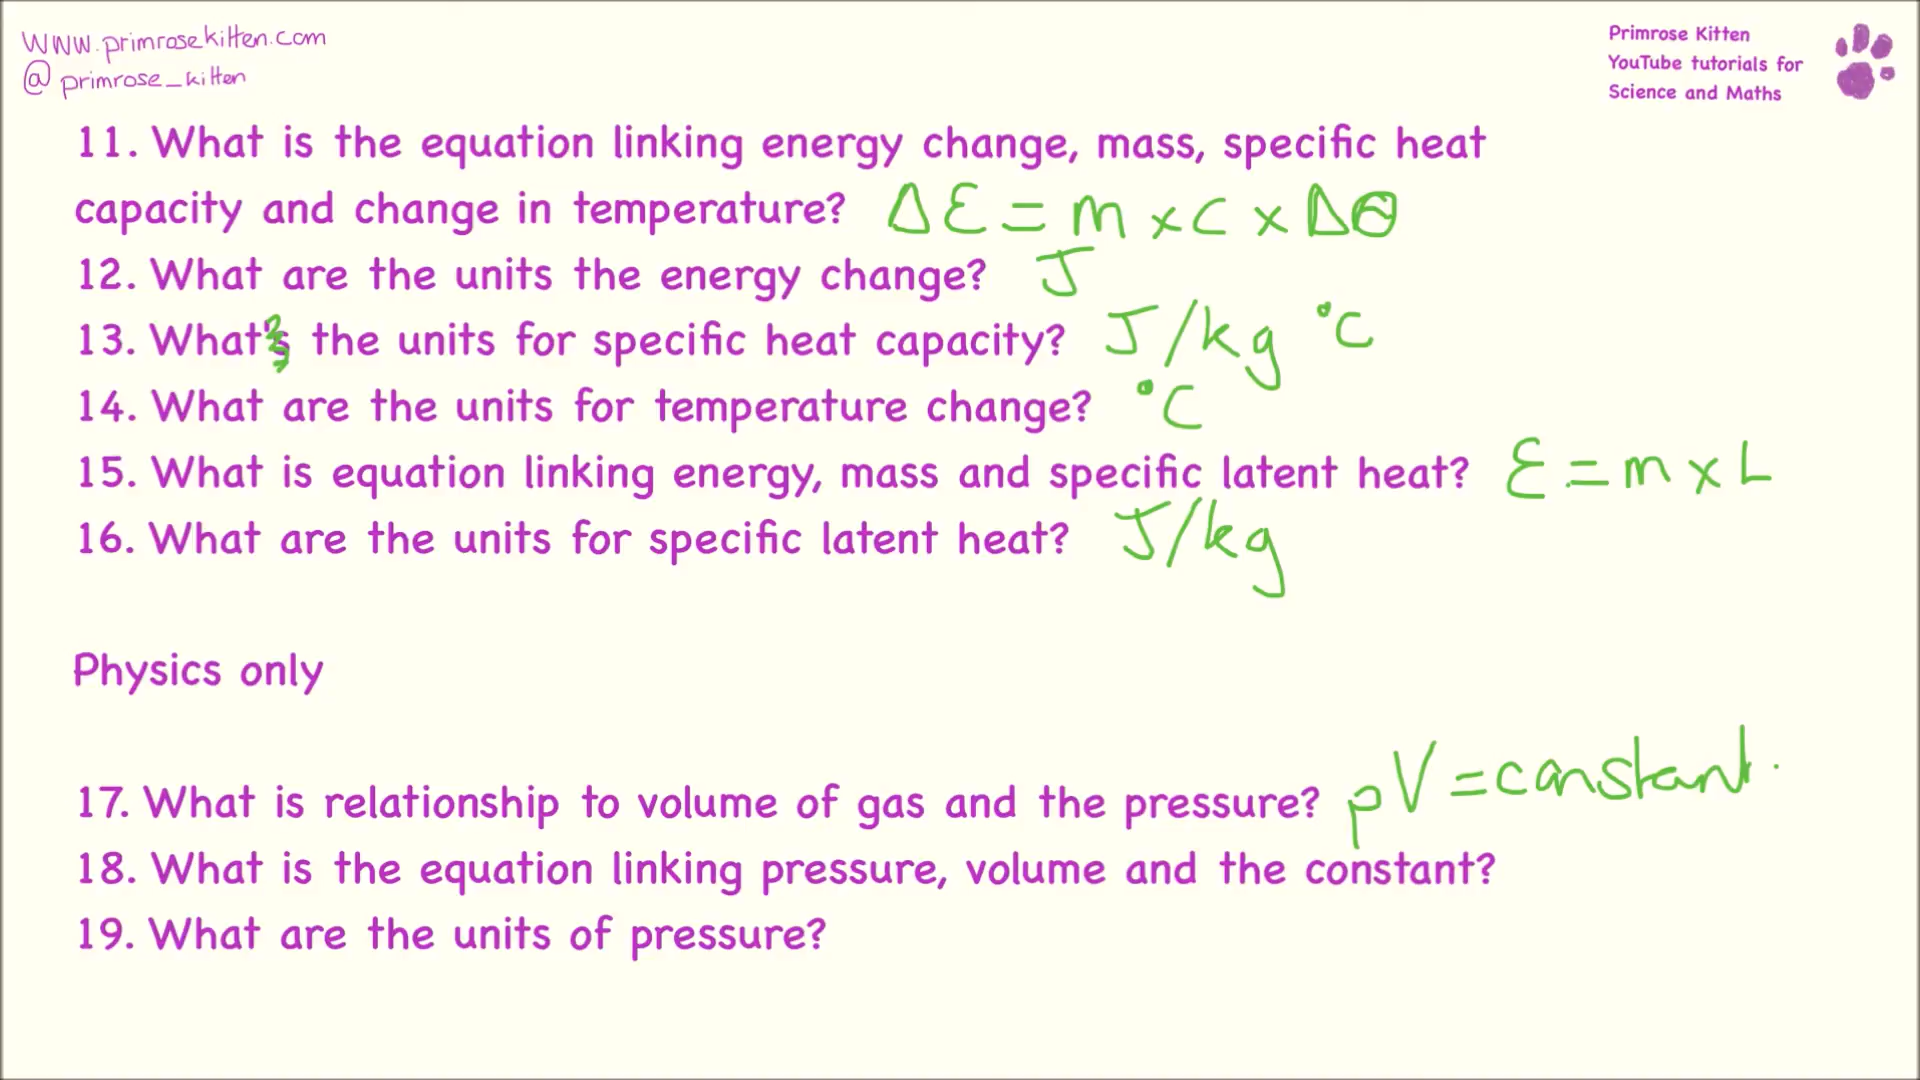 www.primrosekitten.com
@primrose_kitten
Primrose Kitten
YouTube tutorials for
Science and Maths
11. What is the equation linking energy change, mass, specific heat
capacity and change in temperature? ΔE = m x c x Δθ
12. What are the units the energy change? J
13. What's the units for specific heat capacity? J/kg °C
14. What are the units for temperature change? °C
15. What is equation linking energy, mass and specific latent heat? E = m x L
16. What are the units for specific latent heat? J/kg
Physics only
17. What is relationship to volume of gas and the pressure? pV = constant.
18. What is the equation linking pressure, volume and the constant?
19. What are the units of pressure?